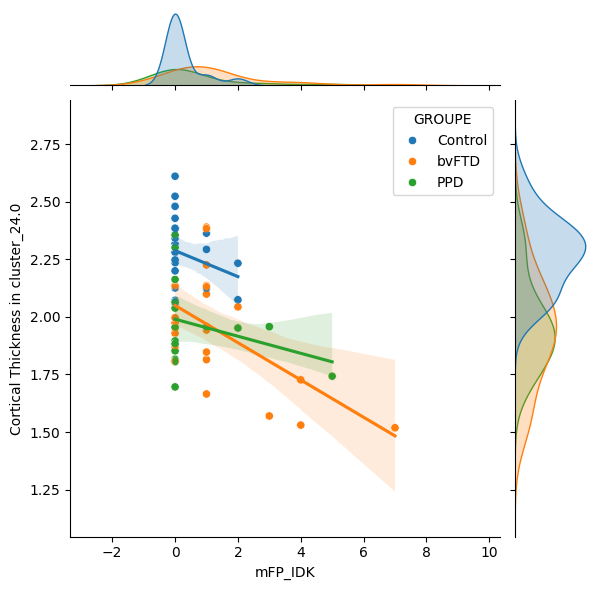 GROUPE
Control
bvFTD
PPD
2.75
2.50
2.25
2.00
1.75
1.50
1.25
Cortical Thickness in cluster_24.0
−2
0
2
4
6
8
10
mFP_IDK